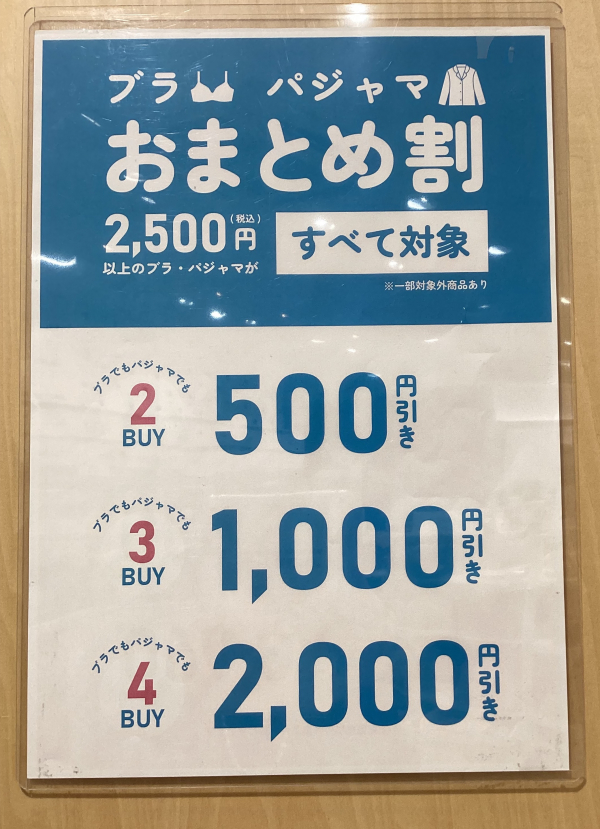 ブラ パジャマ
おまとめ割
2,500円(税込)
以上のブラ・パジャマが
すべて対象
※一部対象外商品あり
ブラでもパジャマでも
2
BUY
500円引き
ブラでもパジャマでも
3
BUY
1,000円引き
ブラでもパジャマでも
4
BUY
2,000円引き